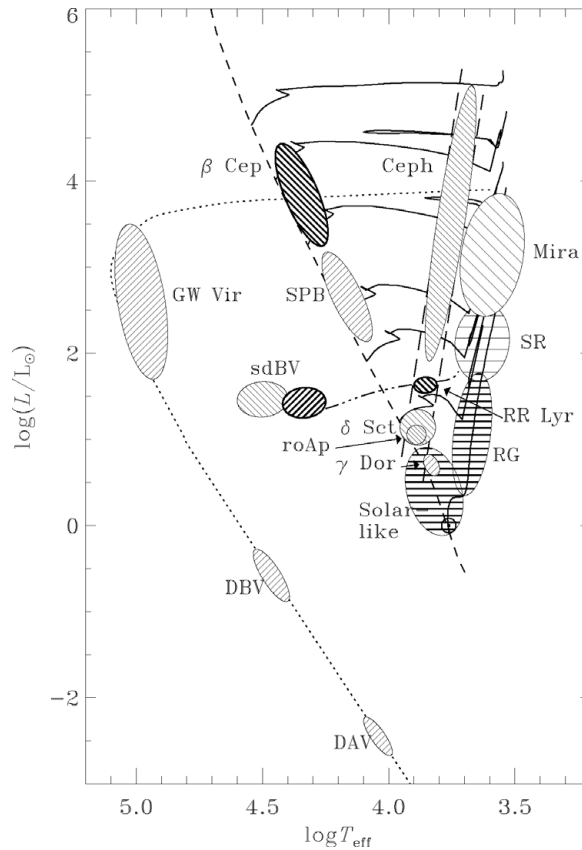 6
β Cep
Ceph
4
GW Vir
SPB
Mira
sdBV
SR
2
δ Sct
RR Lyr
roAp
γ Dor
RG
Solar-
like
0
DBV
−2
DAV
5.0
4.5
4.0
3.5
log(L/L☉)
logTeff